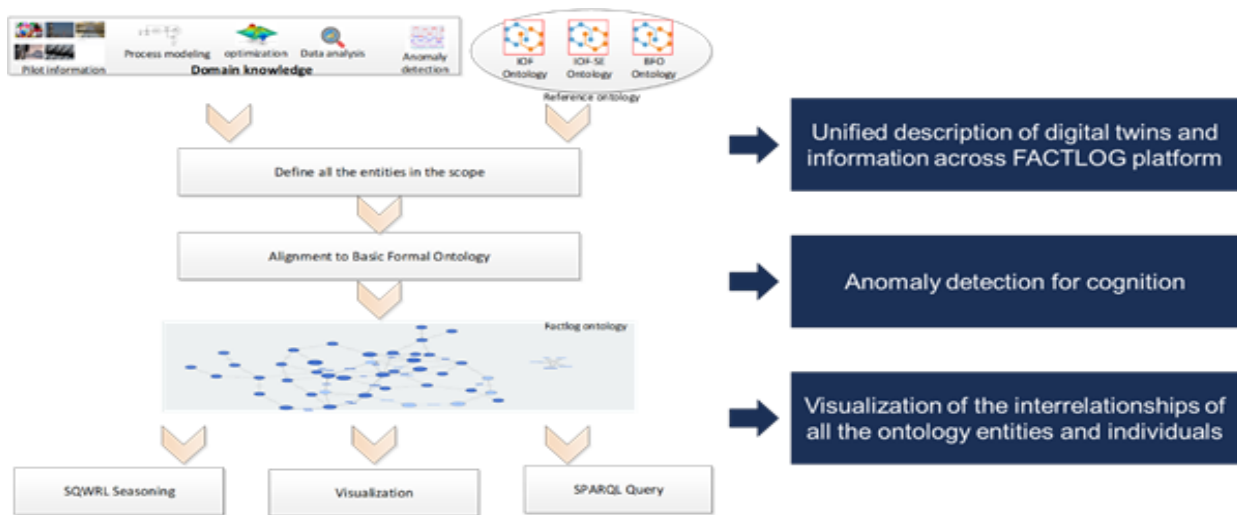 Process modeling
optimization
Data analysis
Anomaly
detection
Pilot information
Domain knowledge
IOF
Ontology
IOF-SE
Ontology
BFO
Ontology
Reference ontology
Define all the entities in the scope
Alignment to Basic Formal Ontology
Factlog ontology
SQWRL Seasoning
Visualization
SPARQL Query
Unified description of digital twins and
information across FACTLOG platform
Anomaly detection for cognition
Visualization of the interrelationships of
all the ontology entities and individuals